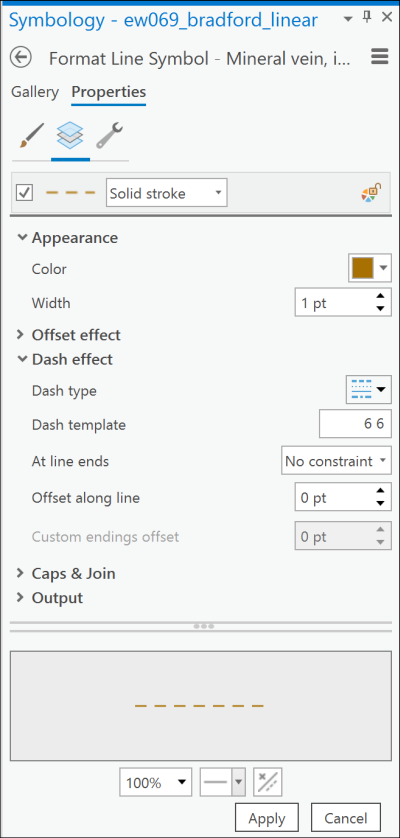 Symbology - ew069_bradford_linear
Format Line Symbol - Mineral vein, i...
Gallery Properties
Solid stroke
Appearance
Color
Width 1 pt
Offset effect
Dash effect
Dash type
Dash template 6 6
At line ends No constraint
Offset along line 0 pt
Custom endings offset 0 pt
Caps & Join
Output
100%
Apply Cancel